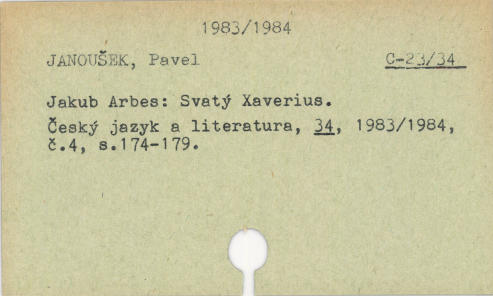 1983/1984
JANOUŠEK, Pavel C-23/34
Jakub Arbes: Svatý Xaverius.
Český jazyk a literatura, 34, 1983/1984,
č.4, s.174-179.